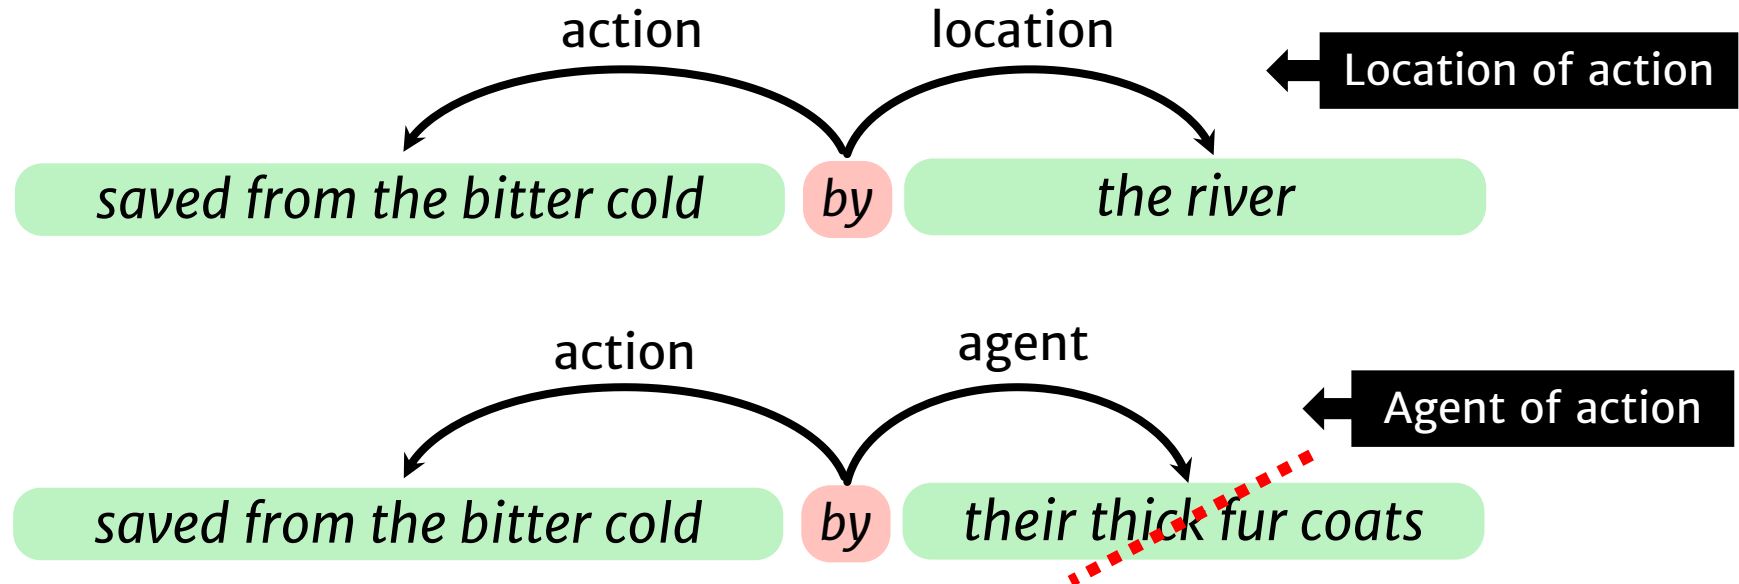 action location
Location of action
saved from the bitter cold by the river
action agent
Agent of action
saved from the bitter cold by their thick fur coats